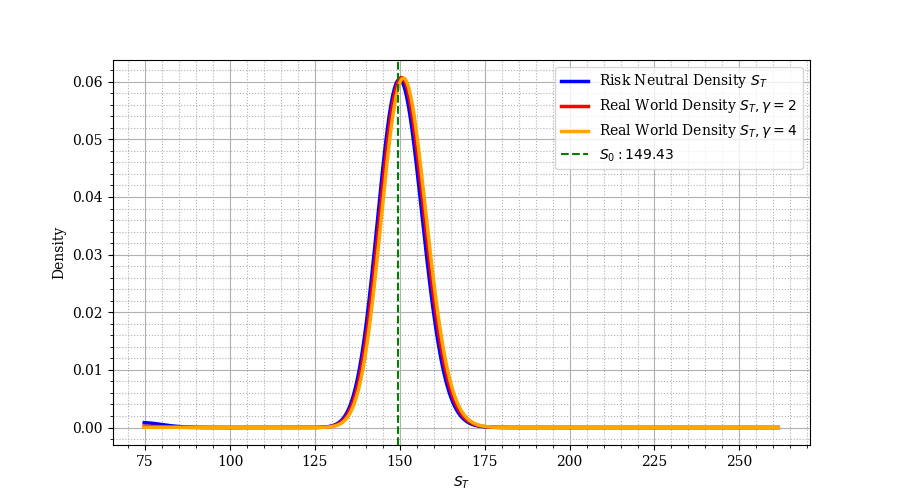 0.06
0.05
0.04
0.03
0.02
0.01
0.00
Density
75 100 125 150 175 200 225 250
S_T
Risk Neutral Density S_T
Real World Density S_T, γ = 2
Real World Density S_T, γ = 4
S_0 : 149.43